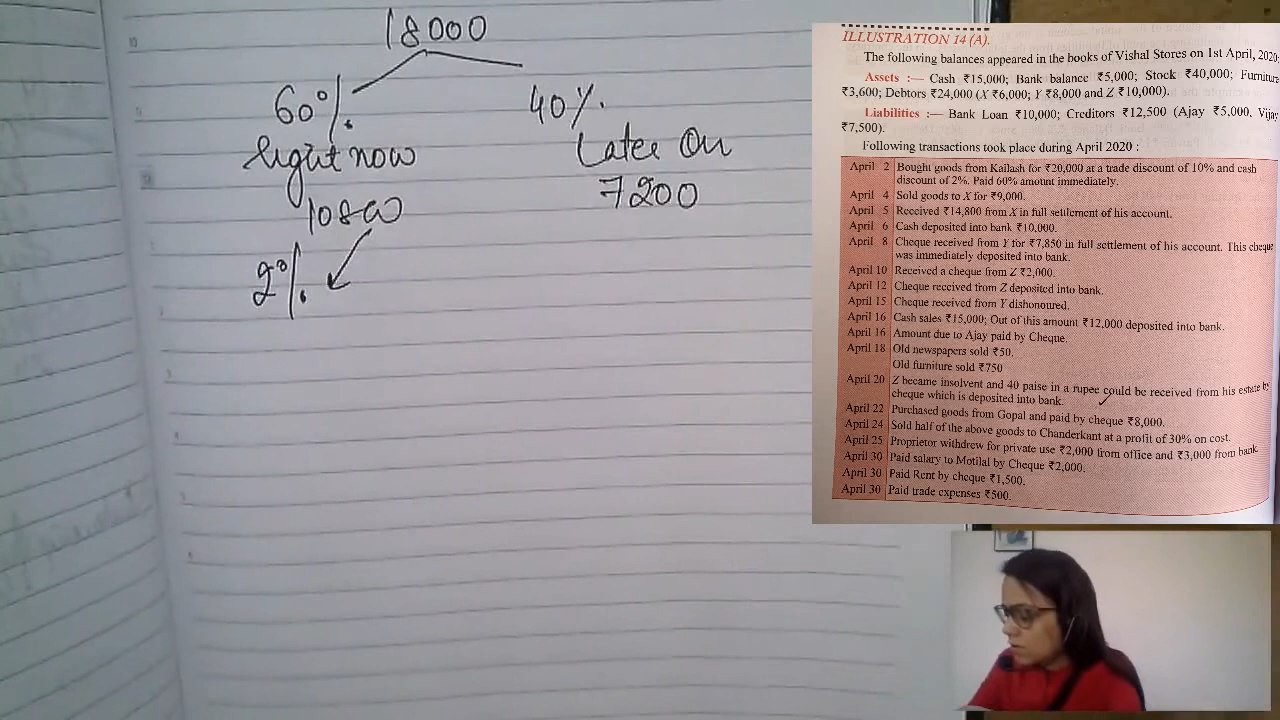 18000
60%. 40%.
Right now Later On
10800 7200
2%.
ILLUSTRATION 14 (A).
The following balances appeared in the books of Vishal Stores on 1st April, 2020
Assets :— Cash ₹15,000; Bank balance ₹5,000; Stock ₹40,000; Furniture
₹3,600; Debtors ₹24,000 (X ₹6,000; Y ₹8,000 and Z ₹10,000).
Liabilities :— Bank Loan ₹10,000; Creditors ₹12,500 (Ajay ₹5,000, Vijay
₹7,500).
Following transactions took place during April 2020 :
April 2 Bought goods from Kailash for ₹20,000 at a trade discount of 10% and cash
discount of 2%. Paid 60% amount immediately.
April 4 Sold goods to X for ₹9,000.
April 5 Received ₹14,800 from X in full settlement of his account.
April 6 Cash deposited into bank ₹10,000.
April 8 Cheque received from Y for ₹7,850 in full settlement of his account. This cheque
was immediately deposited into bank.
April 10 Received a cheque from Z ₹2,000.
April 12 Cheque received from Z deposited into bank.
April 15 Cheque received from Y dishonoured.
April 16 Cash sales ₹15,000; Out of this amount ₹12,000 deposited into bank.
April 16 Amount due to Ajay paid by Cheque.
April 18 Old newspapers sold ₹50.
Old furniture sold ₹750
April 20 Z became insolvent and 40 paise in a rupee could be received from his estate by
cheque which is deposited into bank.
April 22 Purchased goods from Gopal and paid by cheque ₹8,000.
April 24 Sold half of the above goods to Chanderkant at a profit of 30% on cost.
April 25 Proprietor withdrew for private use ₹2,000 from office and ₹3,000 from bank
April 30 Paid salary to Motilal by Cheque ₹2,000.
April 30 Paid Rent by cheque ₹1,500.
April 30 Paid trade expenses ₹500.